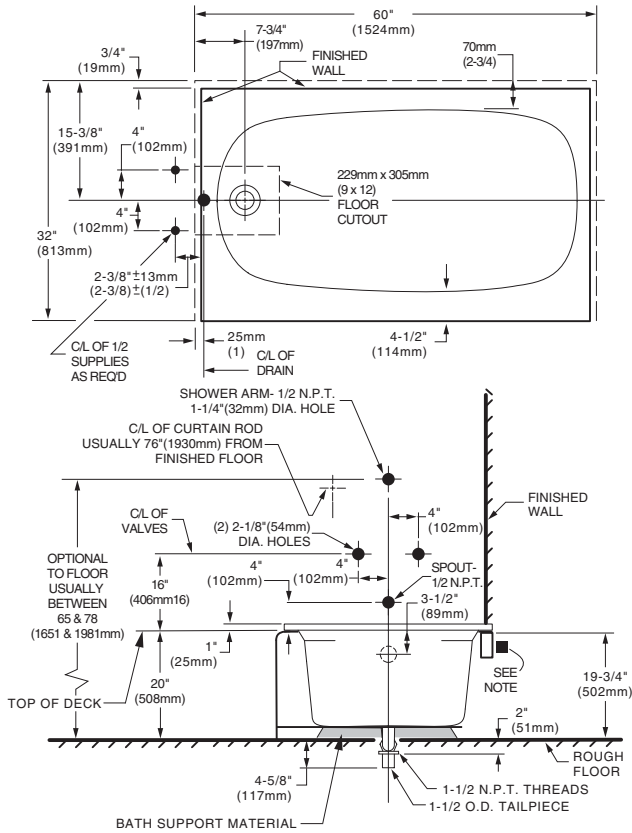 60"
(1524mm)
7-3/4"
(197mm)
FINISHED
WALL
70mm
(2-3/4)
3/4"
(19mm)
15-3/8"
(391mm)
4"
(102mm)
229mm x 305mm
(9 x 12)
FLOOR
CUTOUT
4"
(102mm)
32"
(813mm)
2-3/8"±13mm
(2-3/8)±(1/2)
25mm
(1)
C/L OF
DRAIN
4-1/2"
(114mm)
C/L OF 1/2
SUPPLIES
AS REQ'D
SHOWER ARM- 1/2 N.P.T.
1-1/4"(32mm) DIA. HOLE
C/L OF CURTAIN ROD
USUALLY 76"(1930mm) FROM
FINISHED FLOOR
4"
(102mm)
FINISHED
WALL
C/L OF
VALVES
(2) 2-1/8"(54mm)
DIA. HOLES
OPTIONAL
TO FLOOR
USUALLY
BETWEEN
65 & 78
(1651 & 1981mm)
16"
(406mm16)
4"
(102mm)
4"
(102mm)
SPOUT-
1/2 N.P.T.
3-1/2"
(89mm)
1"
(25mm)
SEE
NOTE
19-3/4"
(502mm)
TOP OF DECK
20"
(508mm)
2"
(51mm)
ROUGH
FLOOR
4-5/8"
(117mm)
1-1/2 N.P.T. THREADS
1-1/2 O.D. TAILPIECE
BATH SUPPORT MATERIAL